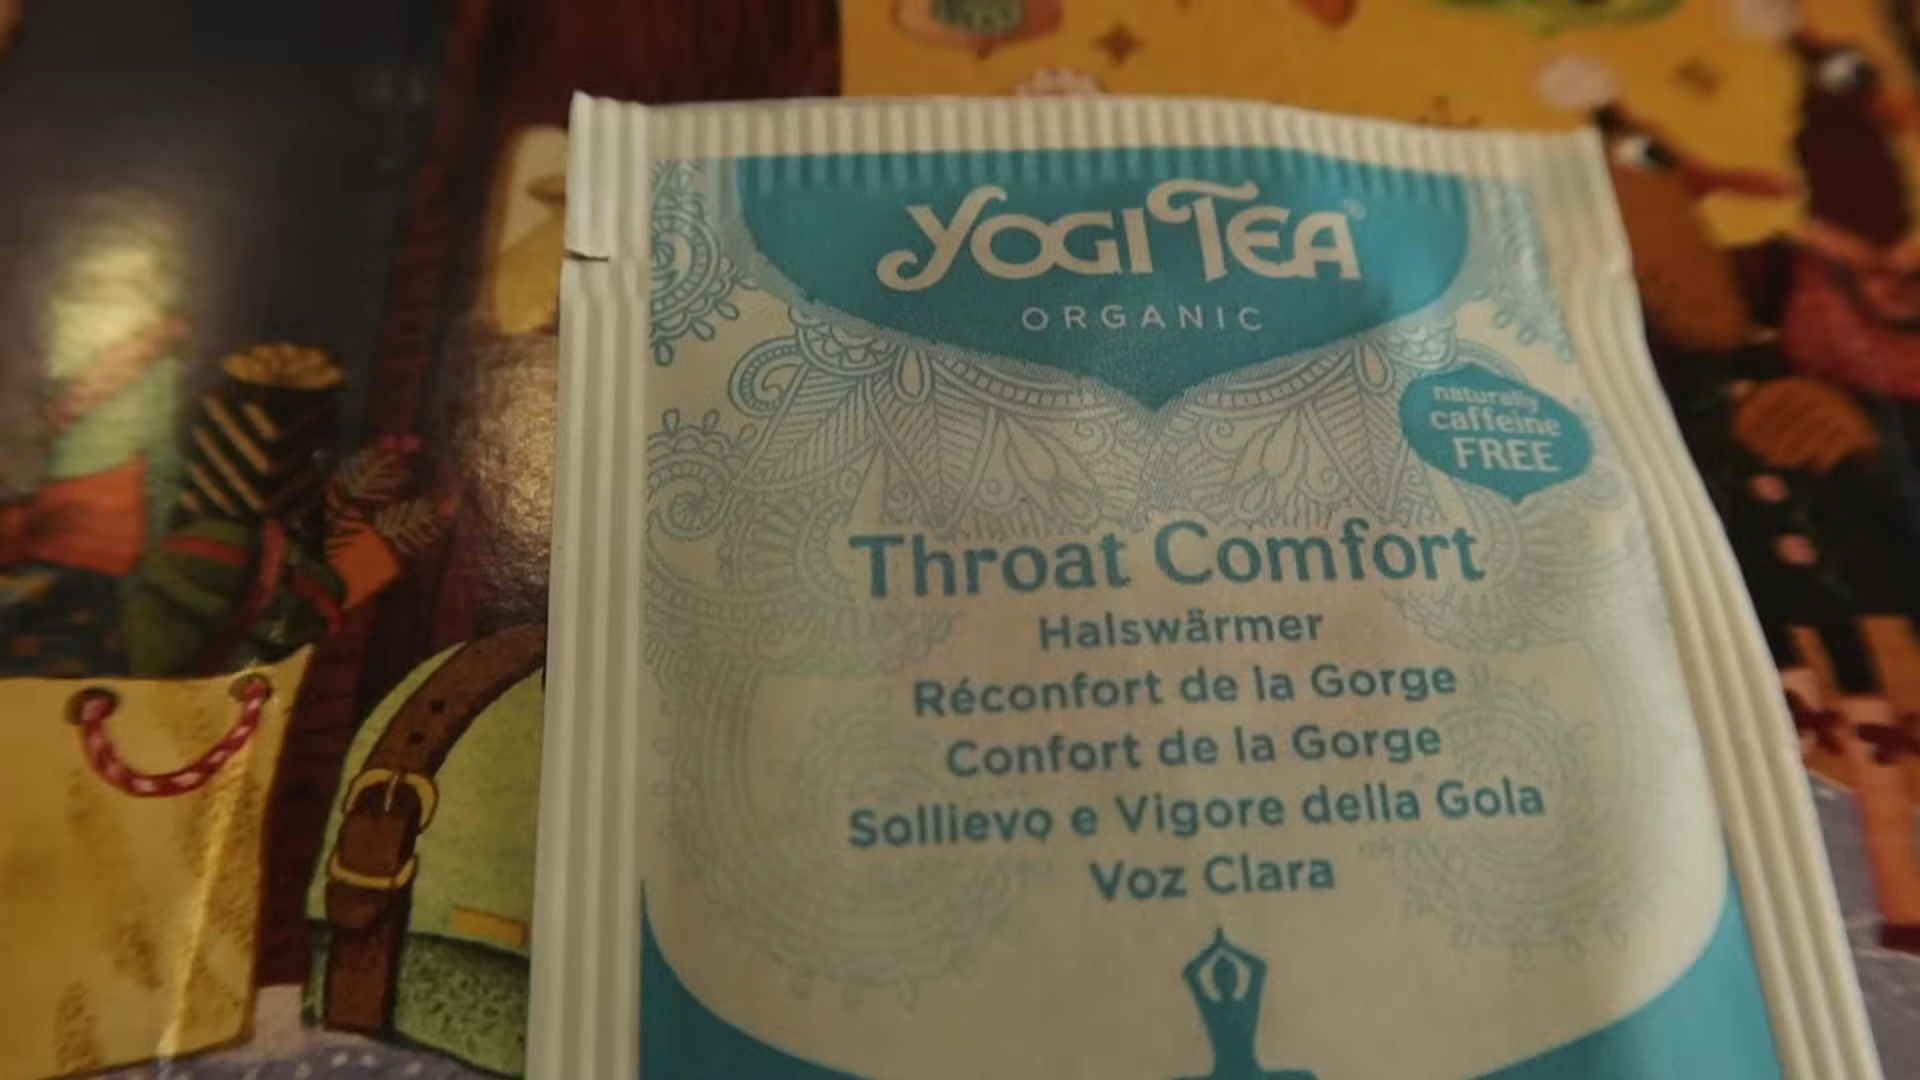 YOGI TEA®
ORGANIC
naturally
caffeine
FREE
Throat Comfort
Halswärmer
Réconfort de la Gorge
Confort de la Gorge
Sollievo e Vigore della Gola
Voz Clara